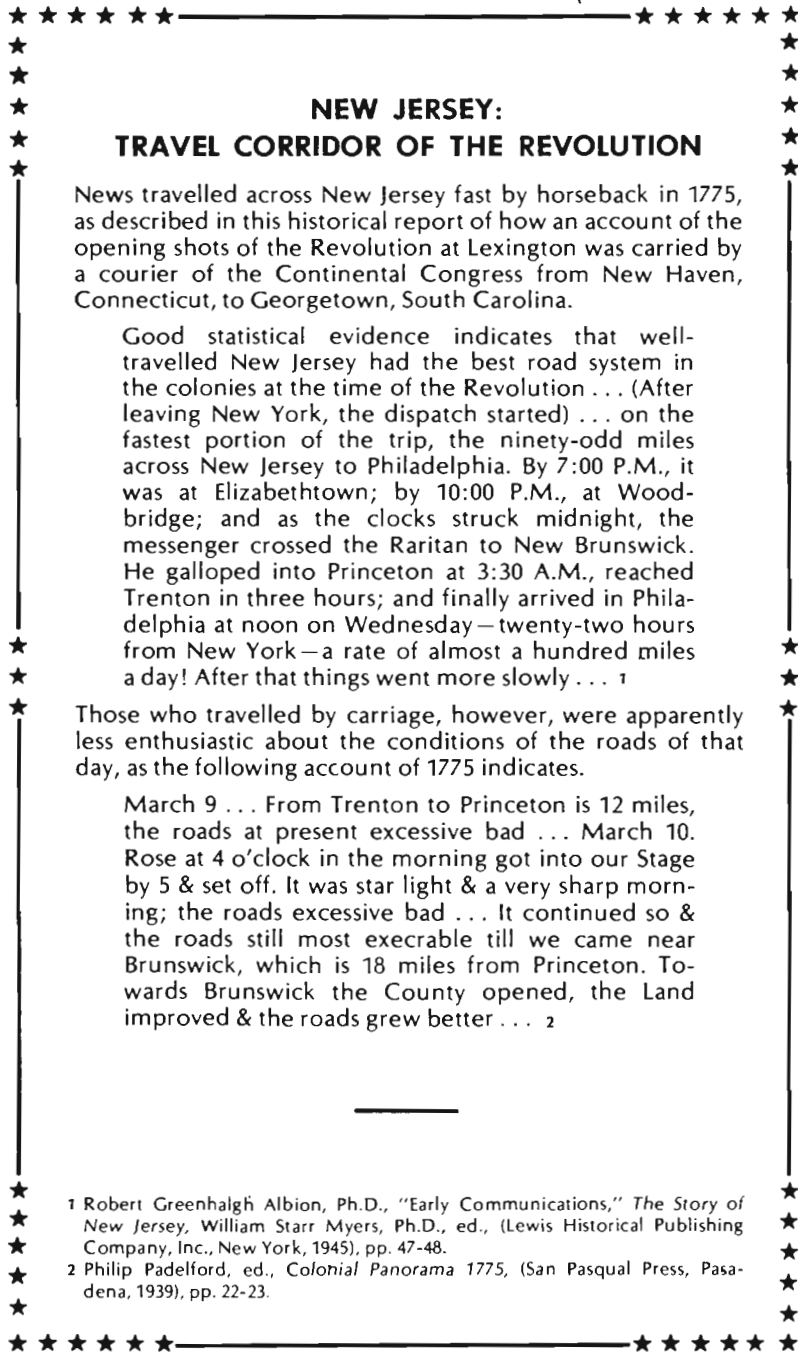 NEW JERSEY:
TRAVEL CORRIDOR OF THE REVOLUTION
News travelled across New Jersey fast by horseback in 1775,
as described in this historical report of how an account of the
opening shots of the Revolution at Lexington was carried by
a courier of the Continental Congress from New Haven,
Connecticut, to Georgetown, South Carolina.
Good statistical evidence indicates that well-
travelled New Jersey had the best road system in
the colonies at the time of the Revolution . . . (After
leaving New York, the dispatch started) . . . on the
fastest portion of the trip, the ninety-odd miles
across New Jersey to Philadelphia. By 7:00 P.M., it
was at Elizabethtown; by 10:00 P.M., at Wood-
bridge; and as the clocks struck midnight, the
messenger crossed the Raritan to New Brunswick.
He galloped into Princeton at 3:30 A.M., reached
Trenton in three hours; and finally arrived in Phila-
delphia at noon on Wednesday—twenty-two hours
from New York—a rate of almost a hundred miles
a day! After that things went more slowly . . . 1
Those who travelled by carriage, however, were apparently
less enthusiastic about the conditions of the roads of that
day, as the following account of 1775 indicates.
March 9 . . . From Trenton to Princeton is 12 miles,
the roads at present excessive bad . . . March 10.
Rose at 4 o'clock in the morning got into our Stage
by 5 & set off. It was star light & a very sharp morn-
ing; the roads excessive bad . . . It continued so &
the roads still most execrable till we came near
Brunswick, which is 18 miles from Princeton. To-
wards Brunswick the County opened, the Land
improved & the roads grew better . . . 2
1 Robert Greenhalgh Albion, Ph.D., "Early Communications," The Story of
New Jersey, William Starr Myers, Ph.D., ed., (Lewis Historical Publishing
Company, Inc., New York, 1945), pp. 47-48.
2 Philip Padelford, ed., Colonial Panorama 1775, (San Pasqual Press, Pasa-
dena, 1939), pp. 22-23.